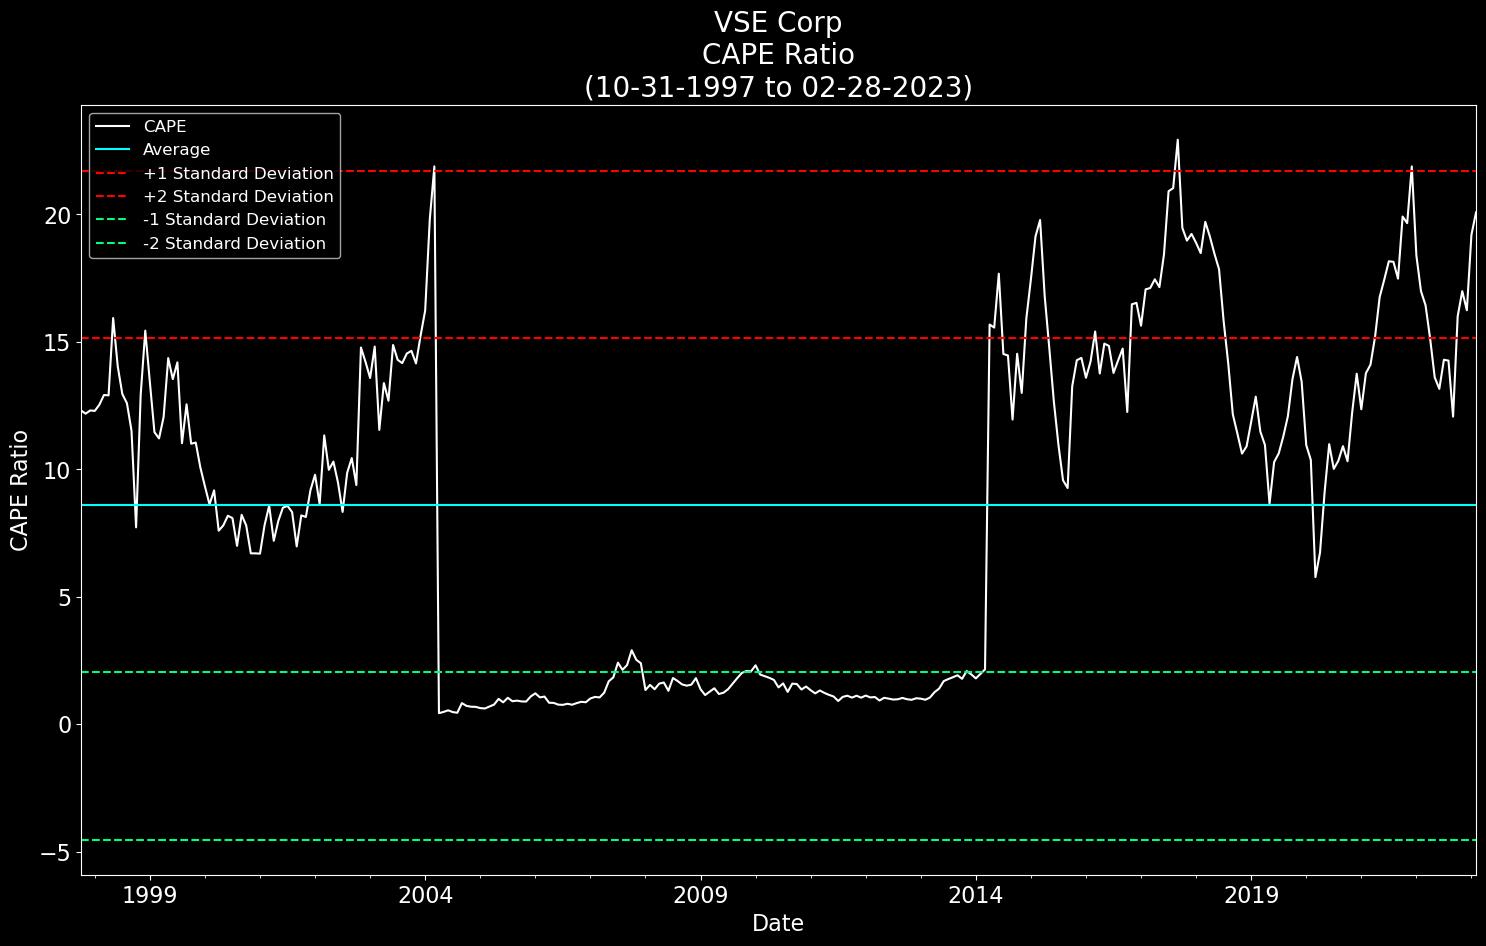 VSE Corp
CAPE Ratio
(10-31-1997 to 02-28-2023)
CAPE
Average
+1 Standard Deviation
+2 Standard Deviation
-1 Standard Deviation
-2 Standard Deviation
CAPE Ratio
20
15
10
5
0
−5
1999 2004 2009 2014 2019
Date